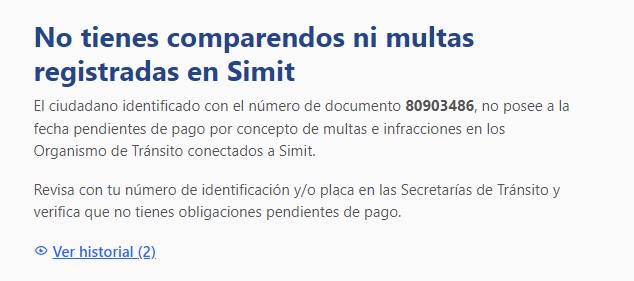 No tienes comparendos ni multas
registradas en Simit
El ciudadano identificado con el número de documento 80903486, no posee a la
fecha pendientes de pago por concepto de multas e infracciones en los
Organismo de Tránsito conectados a Simit.
Revisa con tu número de identificación y/o placa en las Secretarías de Tránsito y
verifica que no tienes obligaciones pendientes de pago.
Ver historial (2)